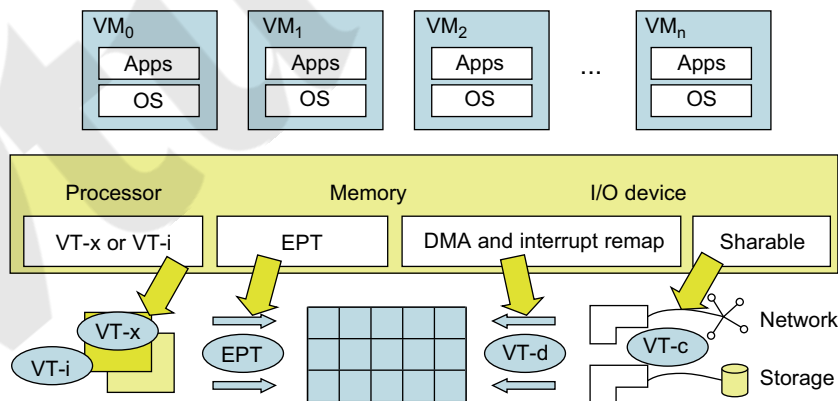 VM0 VM1 VM2 VMn
Apps Apps Apps ... Apps
OS OS OS OS
Processor Memory I/O device
VT-x or VT-i EPT DMA and interrupt remap Sharable
VT-x Network
VT-i EPT VT-d VT-c
Storage